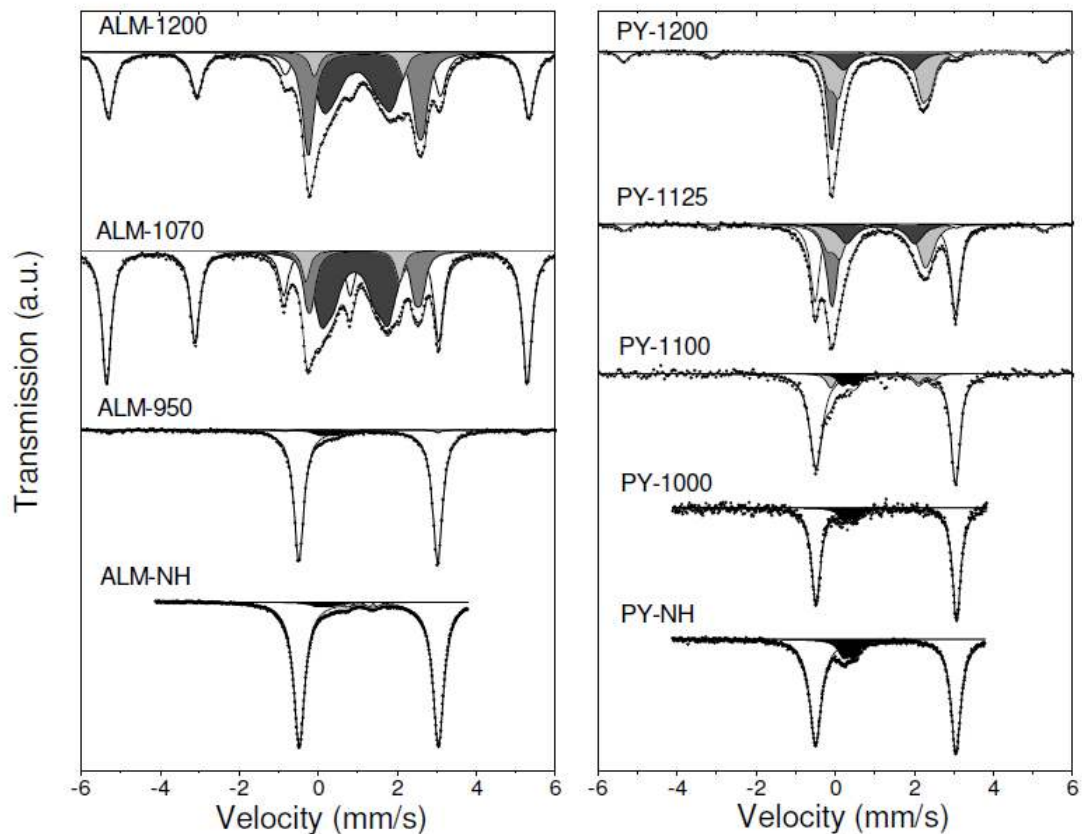 ALM-1200
ALM-1070
ALM-950
ALM-NH
Transmission (a.u.)
-6 -4 -2 0 2 4 6
Velocity (mm/s)
PY-1200
PY-1125
PY-1100
PY-1000
PY-NH
-6 -4 -2 0 2 4 6
Velocity (mm/s)